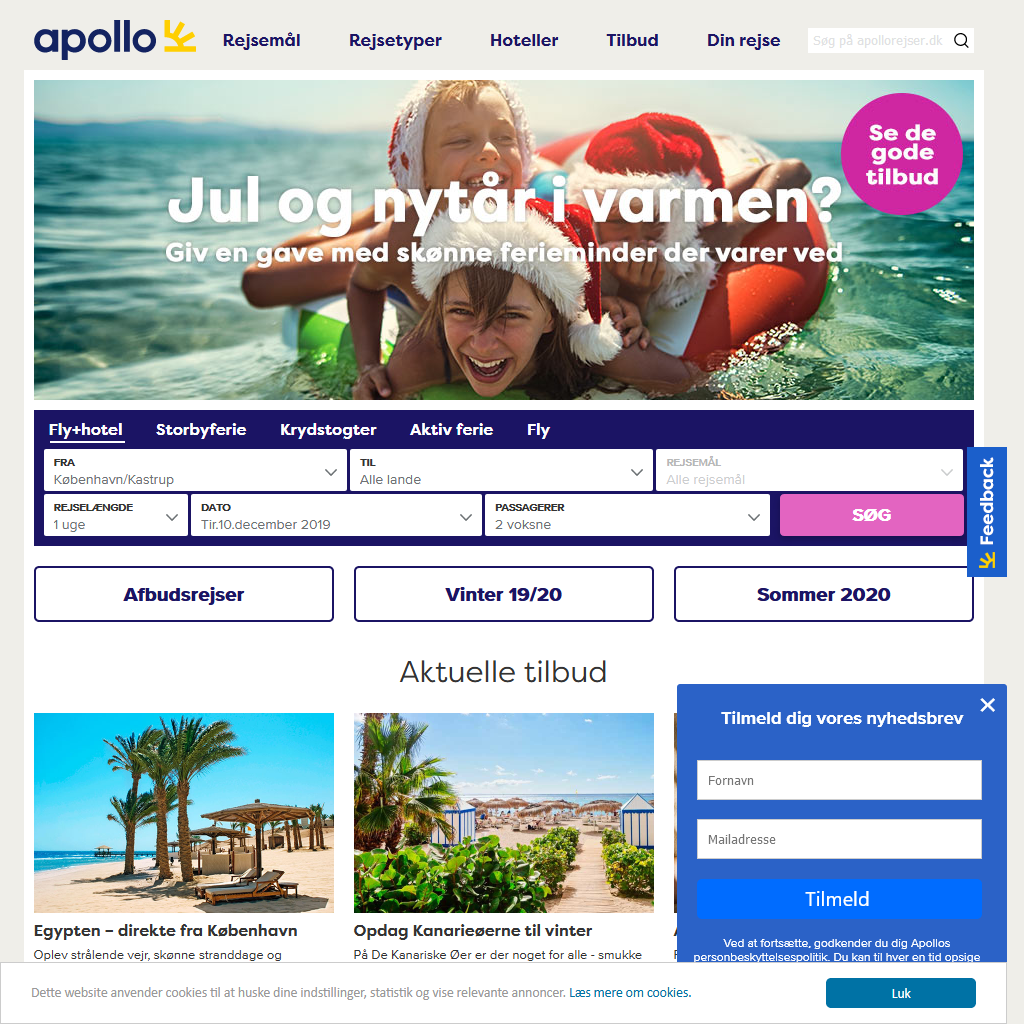 apollo
Rejsemål
Rejsetyper
Hoteller
Tilbud
Din rejse
Søg på apollorejser.dk
Se de
gode
tilbud
Jul og nytår i varmen?
Giv en gave med skønne ferieminder der varer ved
Fly+hotel
Storbyferie
Krydstogter
Aktiv ferie
Fly
FRA
København/Kastrup
TIL
Alle lande
REJSEMÅL
Alle rejsemål
REJSELÆNGDE
1 uge
DATO
Tir.10.december 2019
PASSAGERER
2 voksne
SØG
Feedback
Afbudsrejser
Vinter 19/20
Sommer 2020
Aktuelle tilbud
Egypten – direkte fra København
Oplev strålende vejr, skønne stranddage og
Opdag Kanarieøerne til vinter
På De Kanariske Øer er der noget for alle - smukke
Tilmeld dig vores nyhedsbrev
Fornavn
Mailadresse
Tilmeld
Ved at fortsætte, godkender du dig Apollos
personbeskyttelsespolitik. Du kan til hver en tid opsige
Dette website anvender cookies til at huske dine indstillinger, statistik og vise relevante annoncer. Læs mere om cookies.
Luk